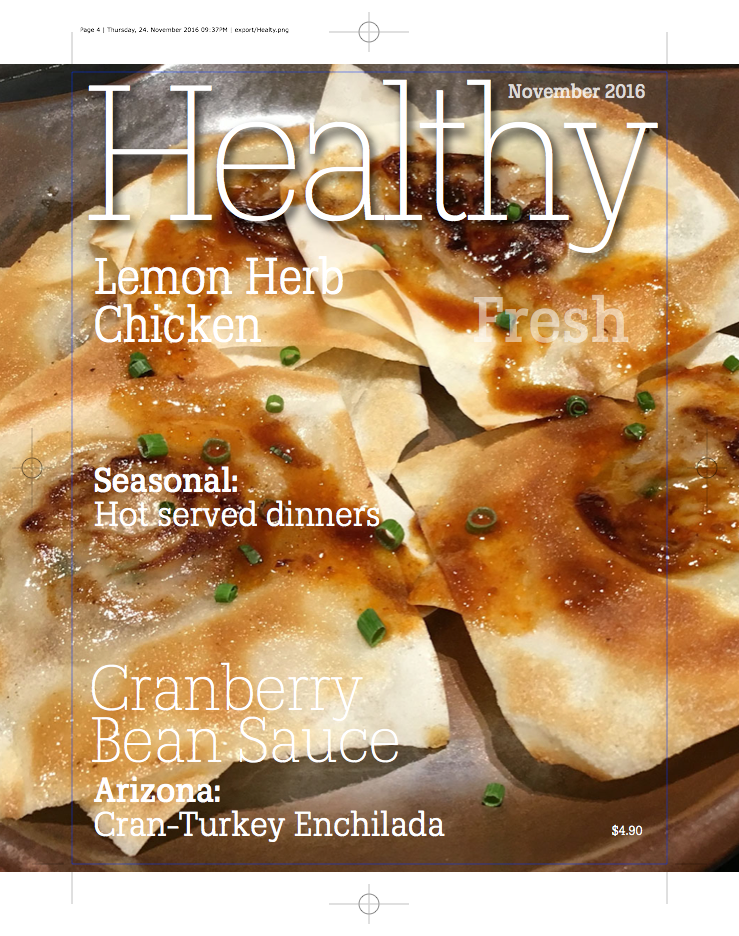 Page 4 | Thursday, 24. November 2016 09:37PM | export/Healty.png
November 2016
Healthy
Lemon Herb
Chicken
Fresh
Seasonal:
Hot served dinners
Cranberry
Bean Sauce
Arizona:
Cran-Turkey Enchilada
$4.90